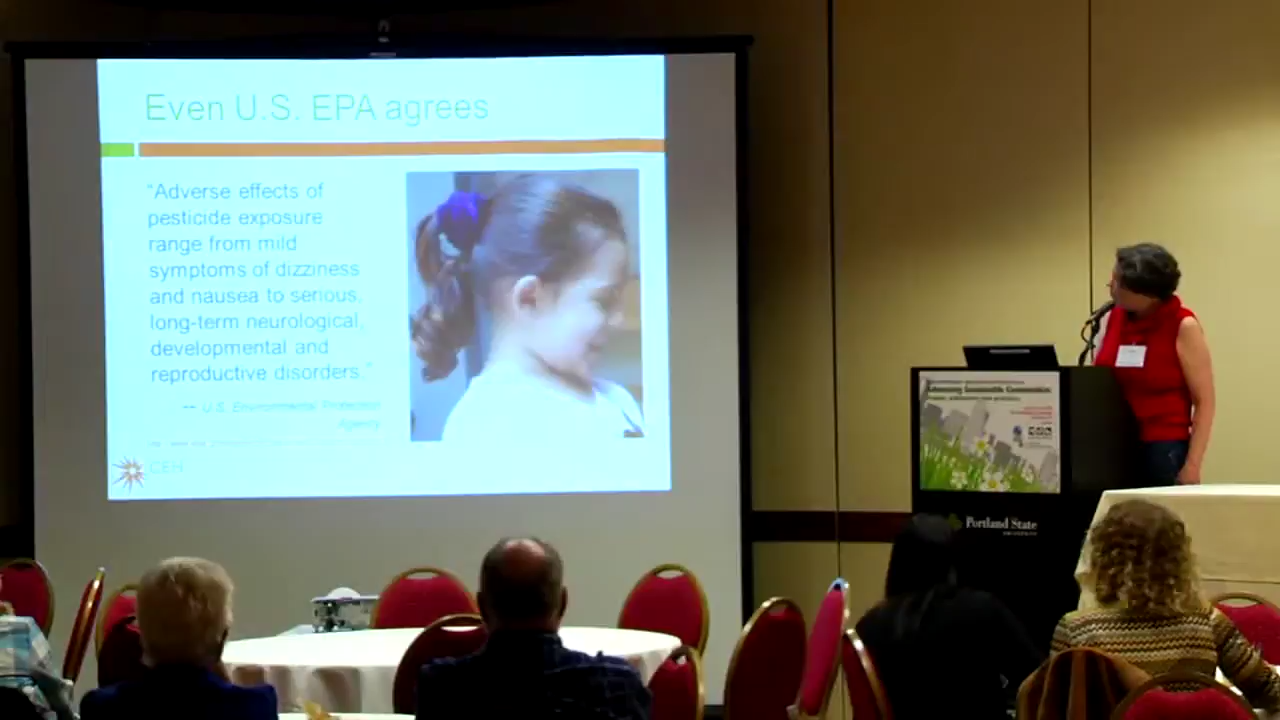 Even U.S. EPA agrees
“Adverse effects of
pesticide exposure
range from mild
symptoms of dizziness
and nausea to serious,
long-term neurological,
developmental and
reproductive disorders.”
-- U.S. Environmental Protection
Agency
CEH
Portland State
UNIVERSITY